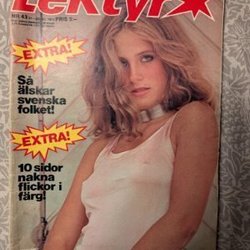 Lektyr
NR. 43
PRIS 5:-
EXTRA!
Så
älskar
svenska
folket!
EXTRA!
10 sidor
nakna
flickor i
färg!